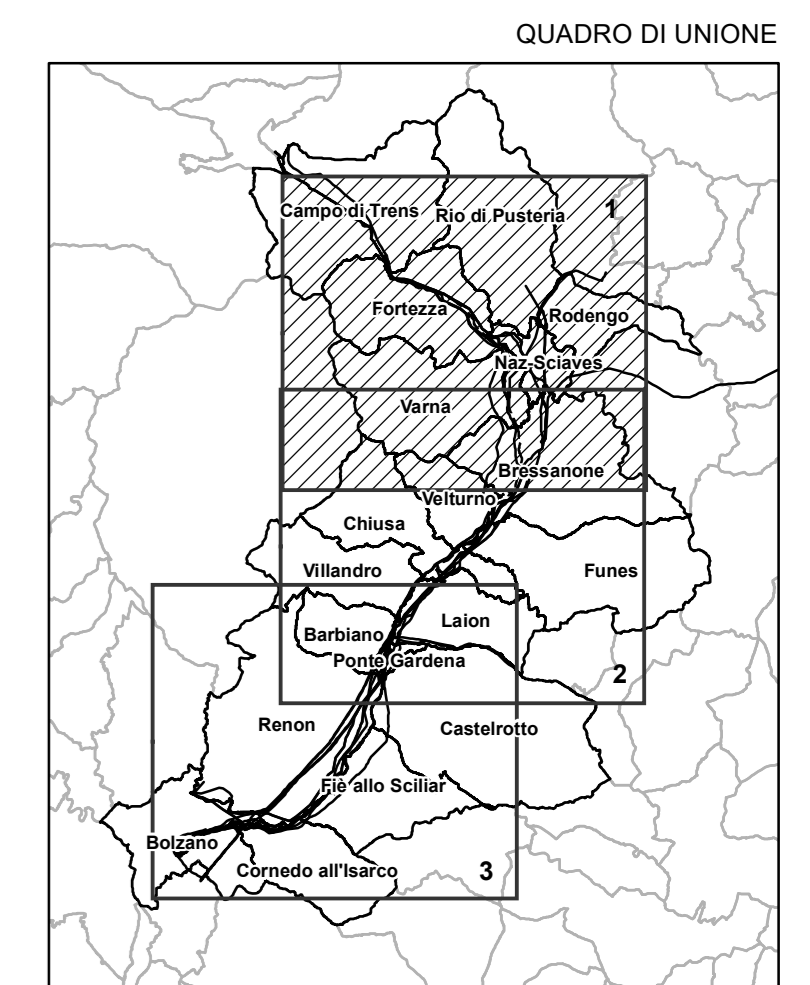 QUADRO DI UNIONE
Campo di Trens
Rio di Pusteria
1
Fortezza
Rodengo
Naz-Sciaves
Varna
Bressanone
Velturno
Chiusa
Villandro
Funes
Laion
Barbiano
Ponte Gardena
2
Renon
Castelrotto
Fiè allo Sciliar
Bolzano
Cornedo all'Isarco
3